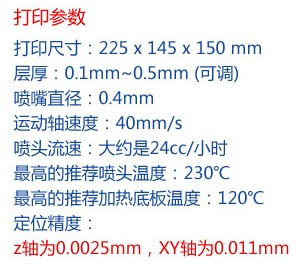 打印参数
打印尺寸：225 x 145 x 150 mm
层厚：0.1mm~0.5mm (可调)
喷嘴直径：0.4mm
运动轴速度：40mm/s
喷头流速：大约是24cc/小时
最高的推荐喷头温度：230℃
最高的推荐加热底板温度：120℃
定位精度：
z轴为0.0025mm，XY轴为0.011mm